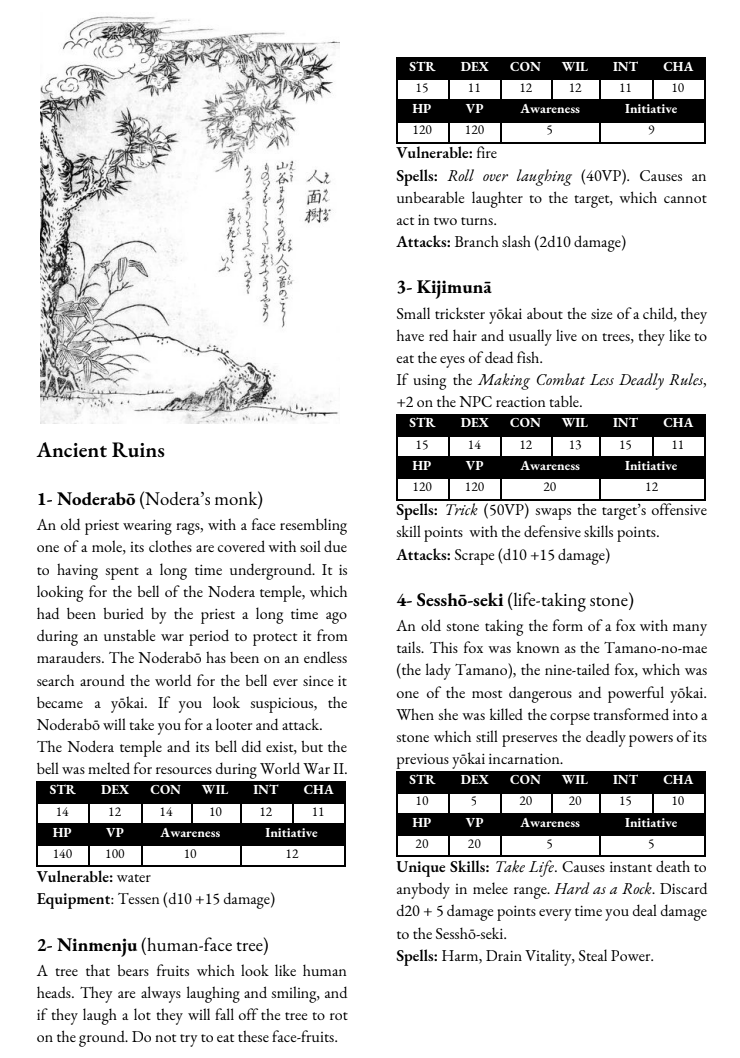 人面樹
山谷にありその花人の首のごとし
Ancient Ruins
1- Noderabō (Nodera's monk)
An old priest wearing rags, with a face resembling
one of a mole, its clothes are covered with soil due
to having spent a long time underground. It is
looking for the bell of the Nodera temple, which
had been buried by the priest a long time ago
during an unstable war period to protect it from
marauders. The Noderabō has been on an endless
search around the world for the bell ever since it
became a yōkai. If you look suspicious, the
Noderabō will take you for a looter and attack.
The Nodera temple and its bell did exist, but the
bell was melted for resources during World War II.
STR DEX CON WIL INT CHA
14 12 14 10 12 11
HP VP Awareness Initiative
140 100 10 12
Vulnerable: water
Equipment: Tessen (d10 +15 damage)
2- Ninmenju (human-face tree)
A tree that bears fruits which look like human
heads. They are always laughing and smiling, and
if they laugh a lot they will fall off the tree to rot
on the ground. Do not try to eat these face-fruits.
STR DEX CON WIL INT CHA
15 11 12 12 11 10
HP VP Awareness Initiative
120 120 5 9
Vulnerable: fire
Spells: Roll over laughing (40VP). Causes an
unbearable laughter to the target, which cannot
act in two turns.
Attacks: Branch slash (2d10 damage)
3- Kijimunā
Small trickster yōkai about the size of a child, they
have red hair and usually live on trees, they like to
eat the eyes of dead fish.
If using the Making Combat Less Deadly Rules,
+2 on the NPC reaction table.
STR DEX CON WIL INT CHA
15 14 12 13 15 11
HP VP Awareness Initiative
120 120 20 12
Spells: Trick (50VP) swaps the target's offensive
skill points with the defensive skills points.
Attacks: Scrape (d10 +15 damage)
4- Sesshō-seki (life-taking stone)
An old stone taking the form of a fox with many
tails. This fox was known as the Tamano-no-mae
(the lady Tamano), the nine-tailed fox, which was
one of the most dangerous and powerful yōkai.
When she was killed the corpse transformed into a
stone which still preserves the deadly powers of its
previous yōkai incarnation.
STR DEX CON WIL INT CHA
10 5 20 20 15 10
HP VP Awareness Initiative
20 20 5 5
Unique Skills: Take Life. Causes instant death to
anybody in melee range. Hard as a Rock. Discard
d20 + 5 damage points every time you deal damage
to the Sesshō-seki.
Spells: Harm, Drain Vitality, Steal Power.